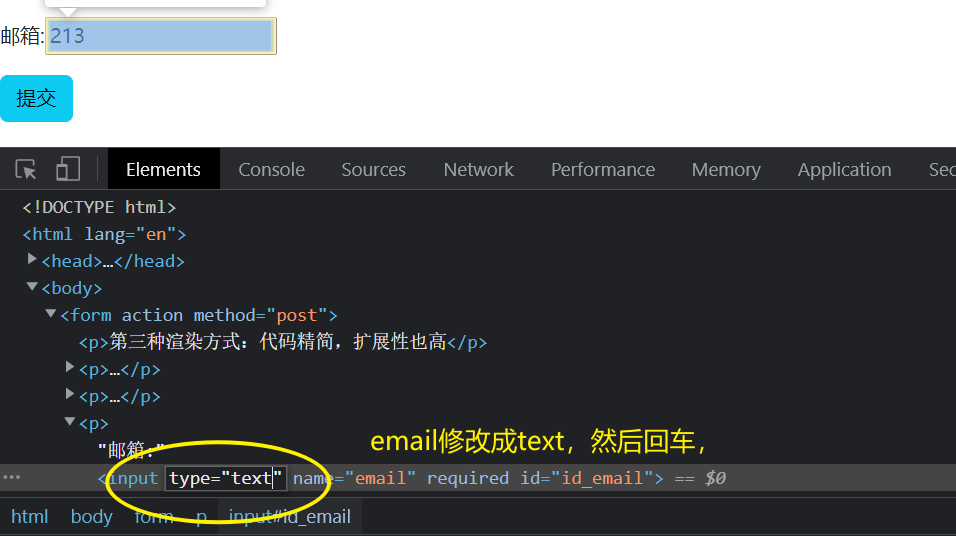 邮箱: 213
提交
Elements Console Sources Network Performance Memory Application Sec
<!DOCTYPE html>
<html lang="en">
<head>…</head>
<body>
<form action method="post">
<p>第三种渲染方式：代码精简，扩展性也高</p>
<p>…</p>
<p>…</p>
<p>
"邮箱:"
email修改成text，然后回车，
<input type="text" name="email" required id="id_email"> == $0
html body form p input#id_email